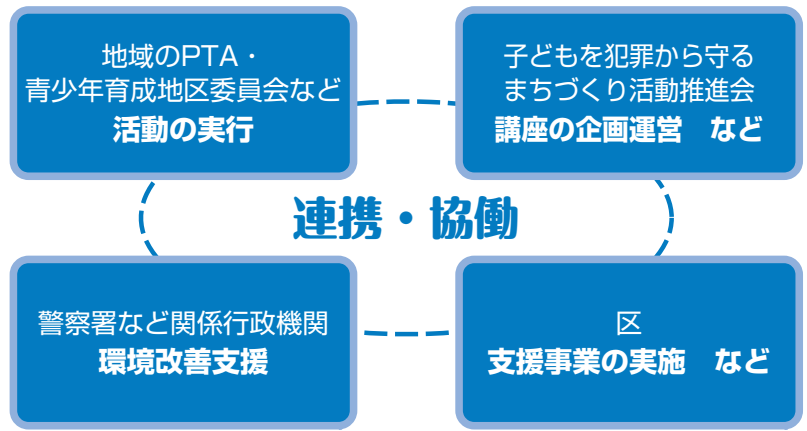 地域のPTA・
青少年育成地区委員会など
活動の実行
子どもを犯罪から守る
まちづくり活動推進会
講座の企画運営　など
連携・協働
警察署など関係行政機関
環境改善支援
区
支援事業の実施　など